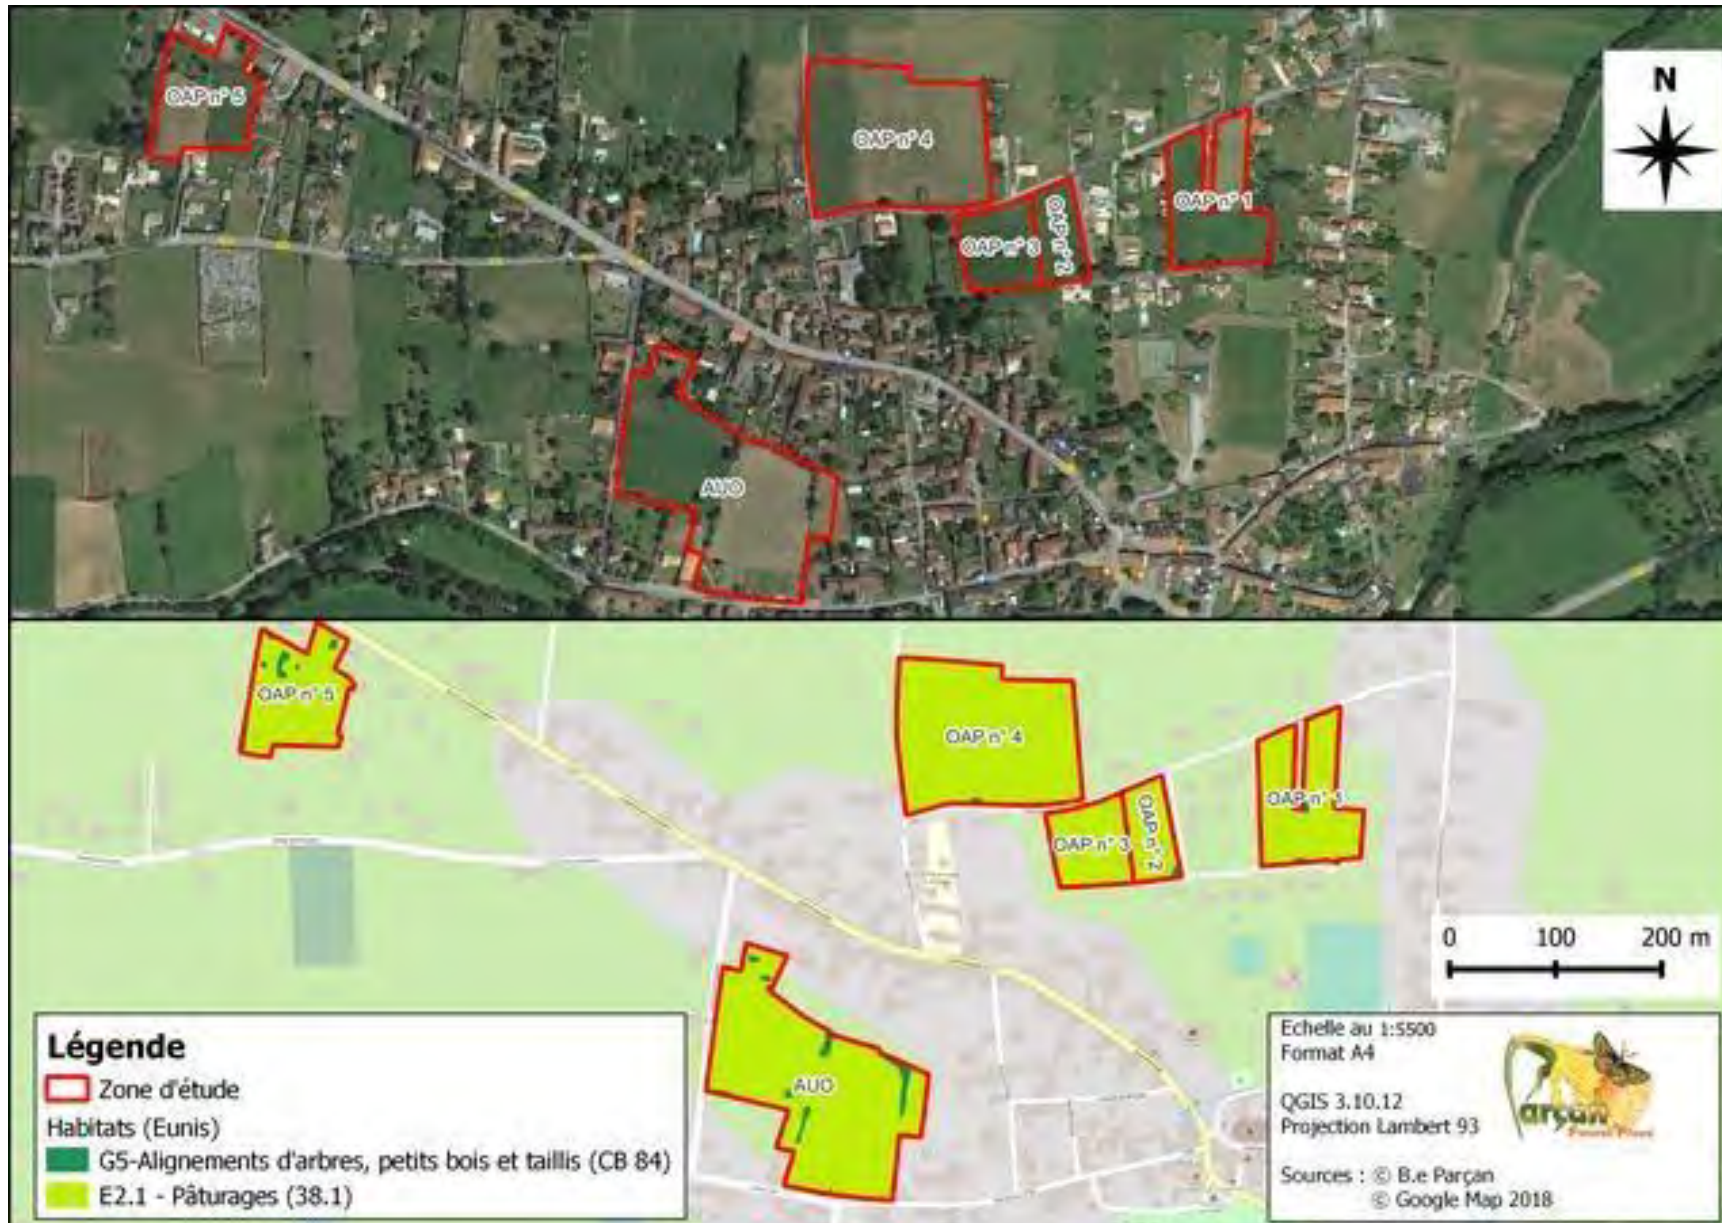 N
OAP n° 5
OAP n° 4
OAP n° 1
OAP n° 3
OAP n° 2
AUO
OAP n° 5
OAP n° 4
OAP n° 1
OAP n° 3
OAP n° 2
AUO
0 100 200 m
Légende
Zone d'étude
Habitats (Eunis)
G5-Alignements d'arbres, petits bois et taillis (CB 84)
E2.1 - Pâturages (38.1)
Echelle au 1:5500
Format A4
QGIS 3.10.12
Projection Lambert 93
Parçan
Sources : © B.e Parçan
© Google Map 2018